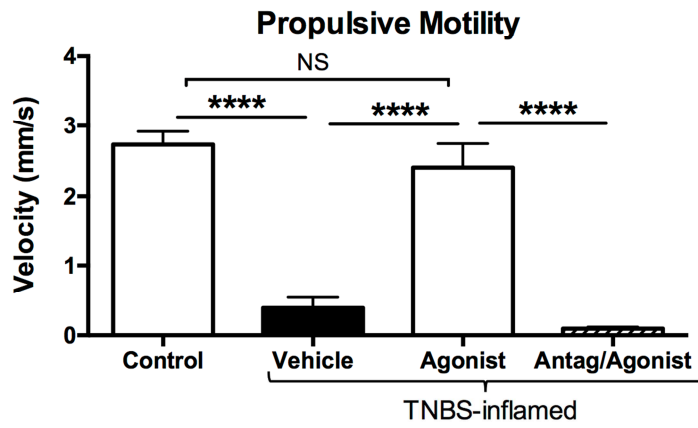 Propulsive Motility
NS
**** **** ****
Velocity (mm/s)
4
3
2
1
0
Control Vehicle Agonist Antag/Agonist
TNBS-inflamed